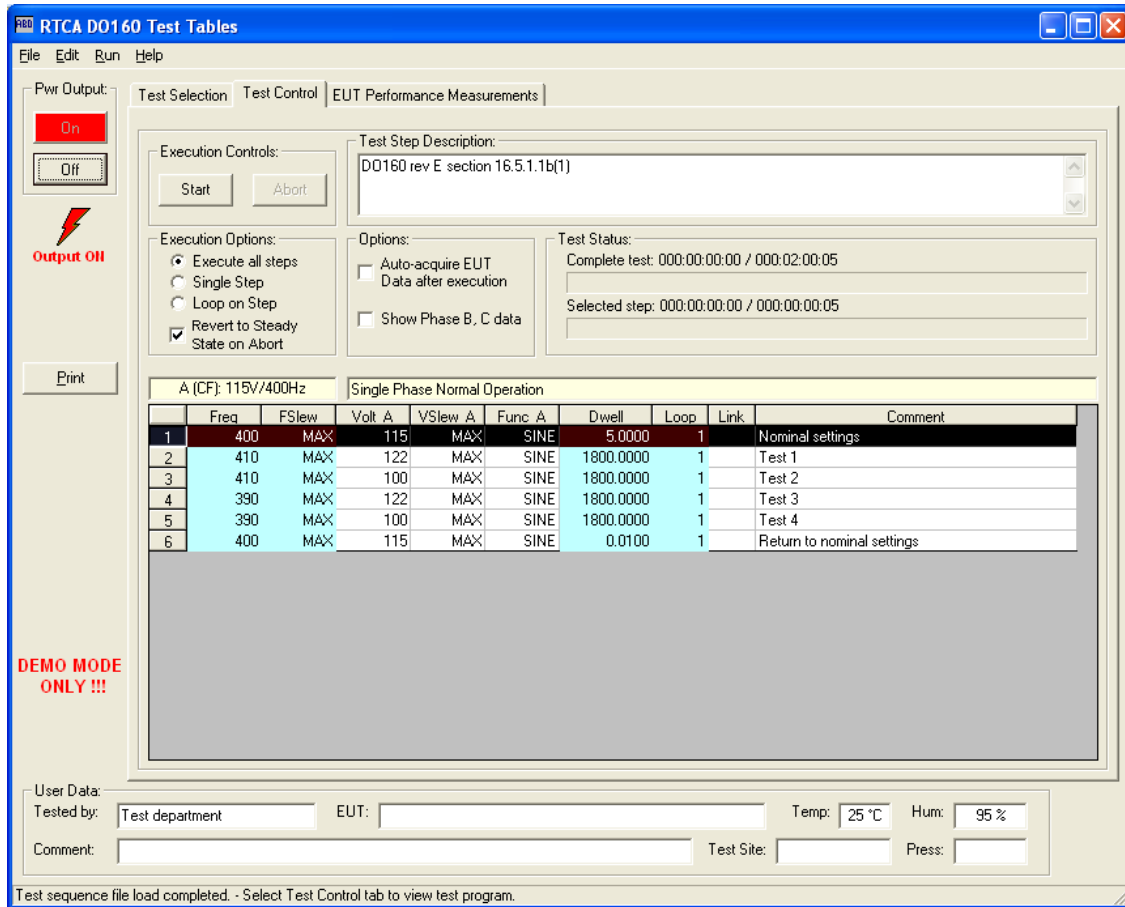 RTCA DO160 Test Tables
File Edit Run Help
Pwr Output:
On
Off
Output ON
Print
DEMO MODE
ONLY !!!
Test Selection Test Control EUT Performance Measurements
Execution Controls:
Start Abort
Test Step Description:
DO160 rev E section 16.5.1.1b(1)
Execution Options:
Execute all steps
Single Step
Loop on Step
Revert to Steady
State on Abort
Options:
Auto-acquire EUT
Data after execution
Show Phase B, C data
Test Status:
Complete test: 000:00:00:00 / 000:02:00:05
Selected step: 000:00:00:00 / 000:00:00:05
A (CF): 115V/400Hz Single Phase Normal Operation
Freq FSlew Volt A VSlew A Func A Dwell Loop Link Comment
1 400 MAX 115 MAX SINE 5.0000 1 Nominal settings
2 410 MAX 122 MAX SINE 1800.0000 1 Test 1
3 410 MAX 100 MAX SINE 1800.0000 1 Test 2
4 390 MAX 122 MAX SINE 1800.0000 1 Test 3
5 390 MAX 100 MAX SINE 1800.0000 1 Test 4
6 400 MAX 115 MAX SINE 0.0100 1 Return to nominal settings
User Data:
Tested by: Test department EUT: Temp: 25 °C Hum: 95 %
Comment: Test Site: Press:
Test sequence file load completed. - Select Test Control tab to view test program.